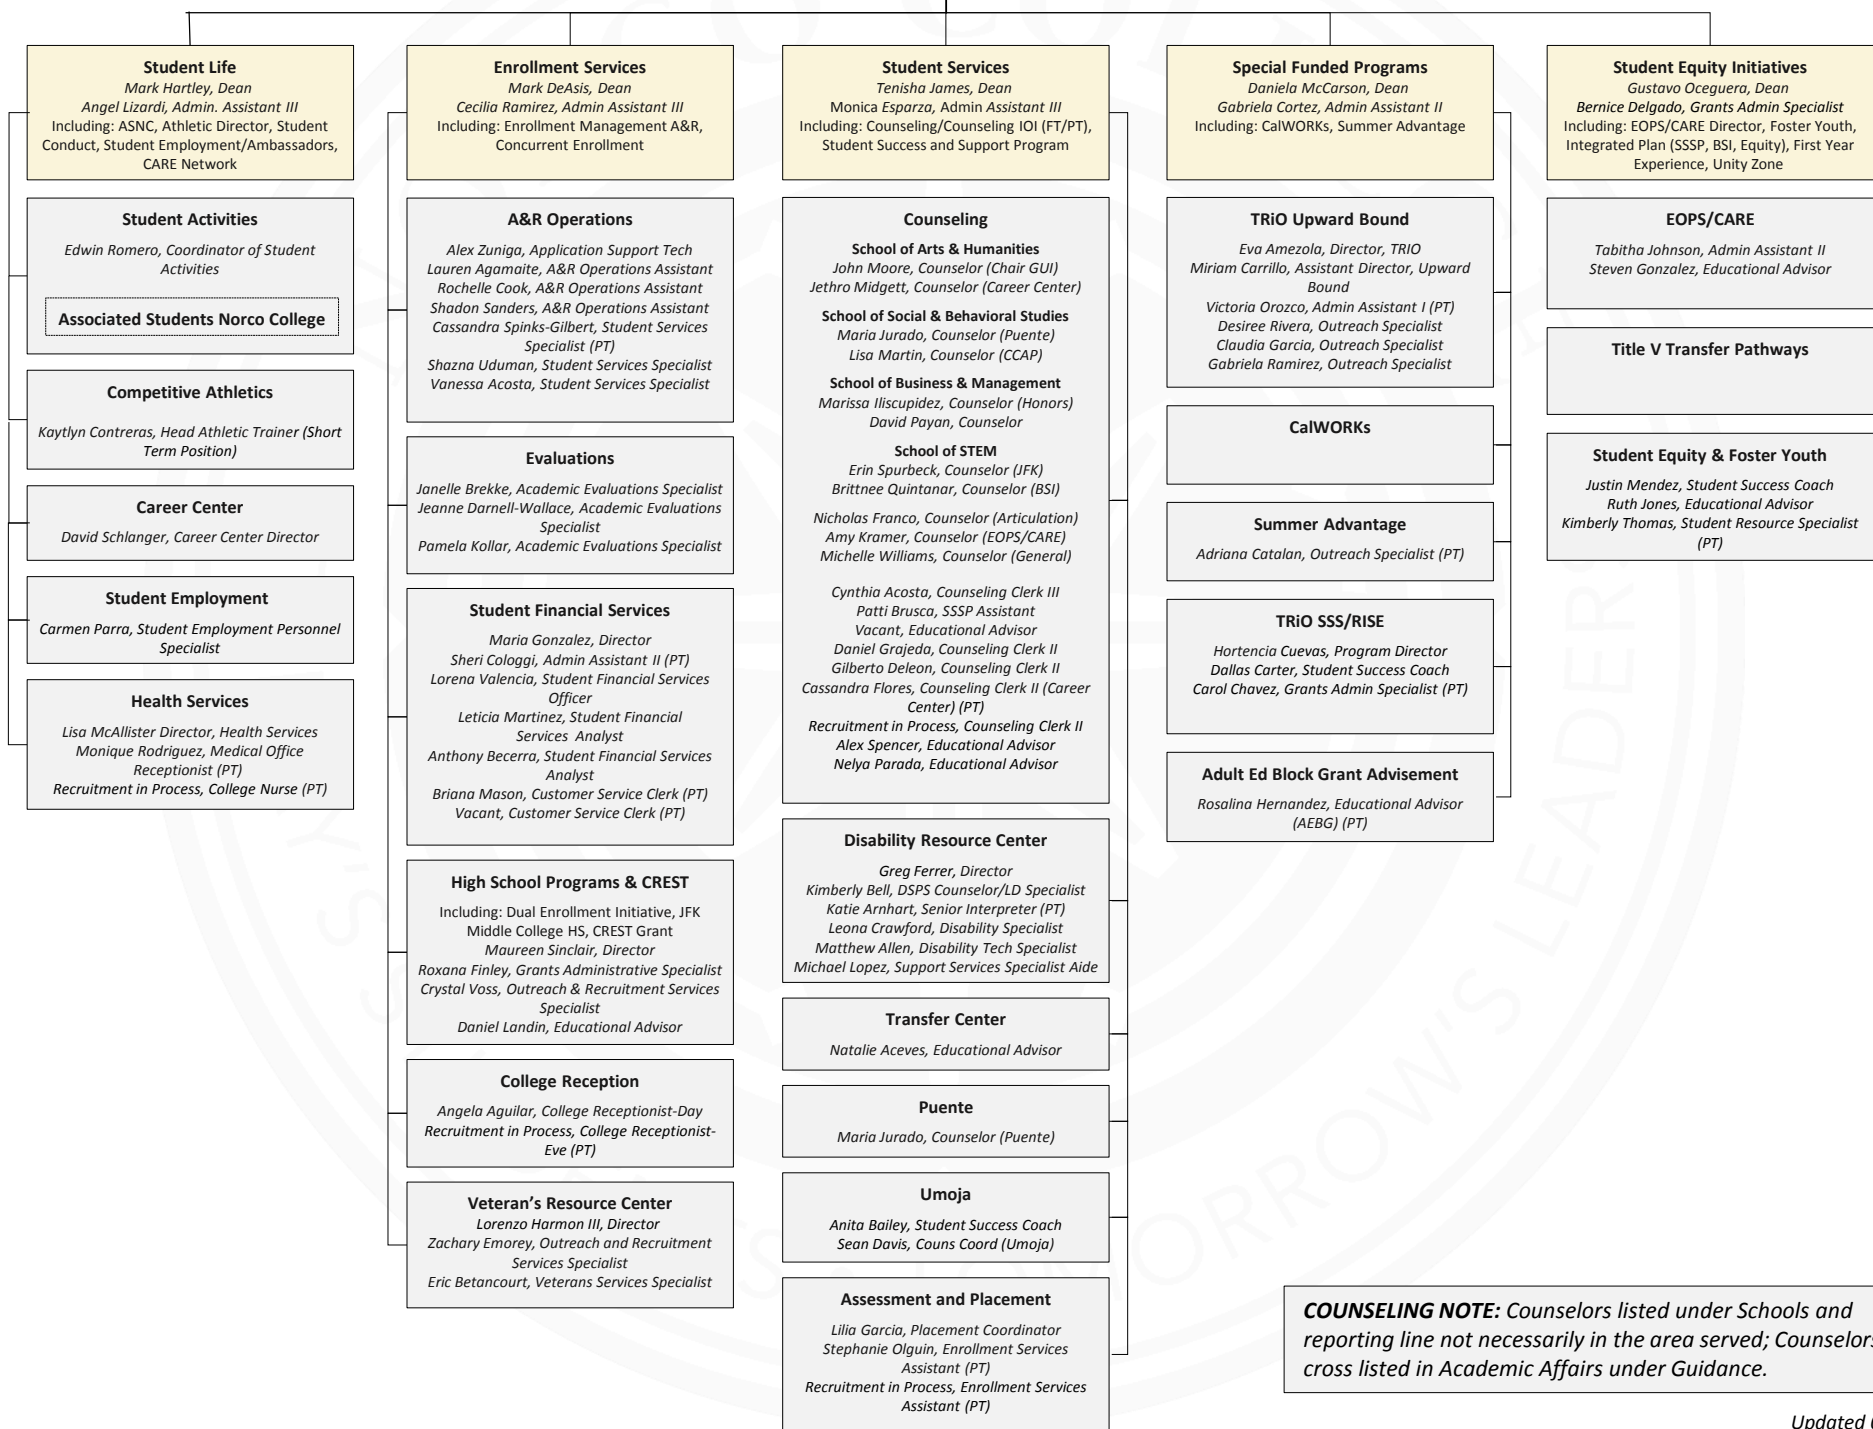 Student Life
Mark Hartley, Dean
Angel Lizardi, Admin. Assistant III
Including: ASNC, Athletic Director, Student
Conduct, Student Employment/Ambassadors,
CARE Network
Student Activities
Edwin Romero, Coordinator of Student
Activities
Associated Students Norco College
Competitive Athletics
Kaytlyn Contreras, Head Athletic Trainer (Short
Term Position)
Career Center
David Schlanger, Career Center Director
Student Employment
Carmen Parra, Student Employment Personnel
Specialist
Health Services
Lisa McAllister Director, Health Services
Monique Rodriguez, Medical Office
Receptionist (PT)
Recruitment in Process, College Nurse (PT)
Enrollment Services
Mark DeAsis, Dean
Cecilia Ramirez, Admin Assistant III
Including: Enrollment Management A&R,
Concurrent Enrollment
A&R Operations
Alex Zuniga, Application Support Tech
Lauren Agamaite, A&R Operations Assistant
Rochelle Cook, A&R Operations Assistant
Shadon Sanders, A&R Operations Assistant
Cassandra Spinks-Gilbert, Student Services
Specialist (PT)
Shazna Uduman, Student Services Specialist
Vanessa Acosta, Student Services Specialist
Evaluations
Janelle Brekke, Academic Evaluations Specialist
Jeanne Darnell-Wallace, Academic Evaluations
Specialist
Pamela Kollar, Academic Evaluations Specialist
Student Financial Services
Maria Gonzalez, Director
Sheri Cologgi, Admin Assistant II (PT)
Lorena Valencia, Student Financial Services
Officer
Leticia Martinez, Student Financial
Services Analyst
Anthony Becerra, Student Financial Services
Analyst
Briana Mason, Customer Service Clerk (PT)
Vacant, Customer Service Clerk (PT)
High School Programs & CREST
Including: Dual Enrollment Initiative, JFK
Middle College HS, CREST Grant
Maureen Sinclair, Director
Roxana Finley, Grants Administrative Specialist
Crystal Voss, Outreach & Recruitment Services
Specialist
Daniel Landin, Educational Advisor
College Reception
Angela Aguilar, College Receptionist-Day
Recruitment in Process, College Receptionist-
Eve (PT)
Veteran's Resource Center
Lorenzo Harmon III, Director
Zachary Emorey, Outreach and Recruitment
Services Specialist
Eric Betancourt, Veterans Services Specialist
Student Services
Tenisha James, Dean
Monica Esparza, Admin Assistant III
Including: Counseling/Counseling IOI (FT/PT),
Student Success and Support Program
Counseling
School of Arts & Humanities
John Moore, Counselor (Chair GUI)
Jethro Midgett, Counselor (Career Center)
School of Social & Behavioral Studies
Maria Jurado, Counselor (Puente)
Lisa Martin, Counselor (CCAP)
School of Business & Management
Marissa Iliscupidez, Counselor (Honors)
David Payan, Counselor
School of STEM
Erin Spurbeck, Counselor (JFK)
Brittnee Quintanar, Counselor (BSI)
Nicholas Franco, Counselor (Articulation)
Amy Kramer, Counselor (EOPS/CARE)
Michelle Williams, Counselor (General)
Cynthia Acosta, Counseling Clerk III
Patti Brusca, SSSP Assistant
Vacant, Educational Advisor
Daniel Grajeda, Counseling Clerk II
Gilberto Deleon, Counseling Clerk II
Cassandra Flores, Counseling Clerk II (Career
Center) (PT)
Recruitment in Process, Counseling Clerk II
Alex Spencer, Educational Advisor
Nelya Parada, Educational Advisor
Disability Resource Center
Greg Ferrer, Director
Kimberly Bell, DSPS Counselor/LD Specialist
Katie Arnhart, Senior Interpreter (PT)
Leona Crawford, Disability Specialist
Matthew Allen, Disability Tech Specialist
Michael Lopez, Support Services Specialist Aide
Transfer Center
Natalie Aceves, Educational Advisor
Puente
Maria Jurado, Counselor (Puente)
Umoja
Anita Bailey, Student Success Coach
Sean Davis, Couns Coord (Umoja)
Assessment and Placement
Lilia Garcia, Placement Coordinator
Stephanie Olguin, Enrollment Services
Assistant (PT)
Recruitment in Process, Enrollment Services
Assistant (PT)
Special Funded Programs
Daniela McCarson, Dean
Gabriela Cortez, Admin Assistant II
Including: CalWORKs, Summer Advantage
TRiO Upward Bound
Eva Amezola, Director, TRIO
Miriam Carrillo, Assistant Director, Upward
Bound
Victoria Orozco, Admin Assistant I (PT)
Desiree Rivera, Outreach Specialist
Claudia Garcia, Outreach Specialist
Gabriela Ramirez, Outreach Specialist
CalWORKs
Summer Advantage
Adriana Catalan, Outreach Specialist (PT)
TRiO SSS/RISE
Hortencia Cuevas, Program Director
Dallas Carter, Student Success Coach
Carol Chavez, Grants Admin Specialist (PT)
Adult Ed Block Grant Advisement
Rosalina Hernandez, Educational Advisor
(AEBG) (PT)
Student Equity Initiatives
Gustavo Oceguera, Dean
Bernice Delgado, Grants Admin Specialist
Including: EOPS/CARE Director, Foster Youth,
Integrated Plan (SSSP, BSI, Equity), First Year
Experience, Unity Zone
EOPS/CARE
Tabitha Johnson, Admin Assistant II
Steven Gonzalez, Educational Advisor
Title V Transfer Pathways
Student Equity & Foster Youth
Justin Mendez, Student Success Coach
Ruth Jones, Educational Advisor
Kimberly Thomas, Student Resource Specialist
(PT)
COUNSELING NOTE: Counselors listed under Schools and
reporting line not necessarily in the area served; Counselors
cross listed in Academic Affairs under Guidance.
Updated